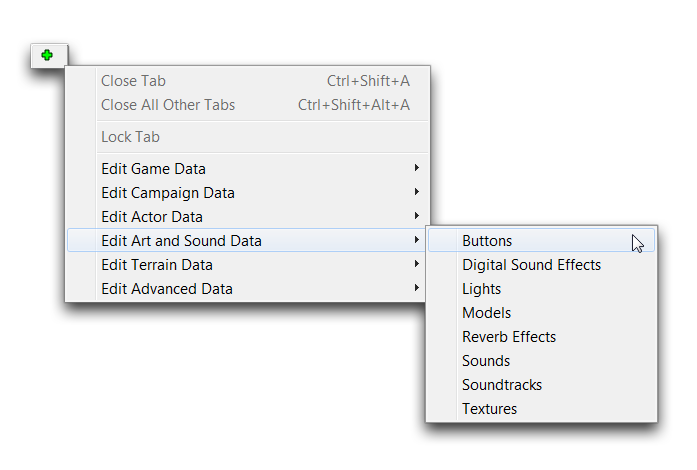 Close Tab Ctrl+Shift+A
Close All Other Tabs Ctrl+Shift+Alt+A
Lock Tab
Edit Game Data
Edit Campaign Data
Edit Actor Data
Edit Art and Sound Data
Edit Terrain Data
Edit Advanced Data
Buttons
Digital Sound Effects
Lights
Models
Reverb Effects
Sounds
Soundtracks
Textures